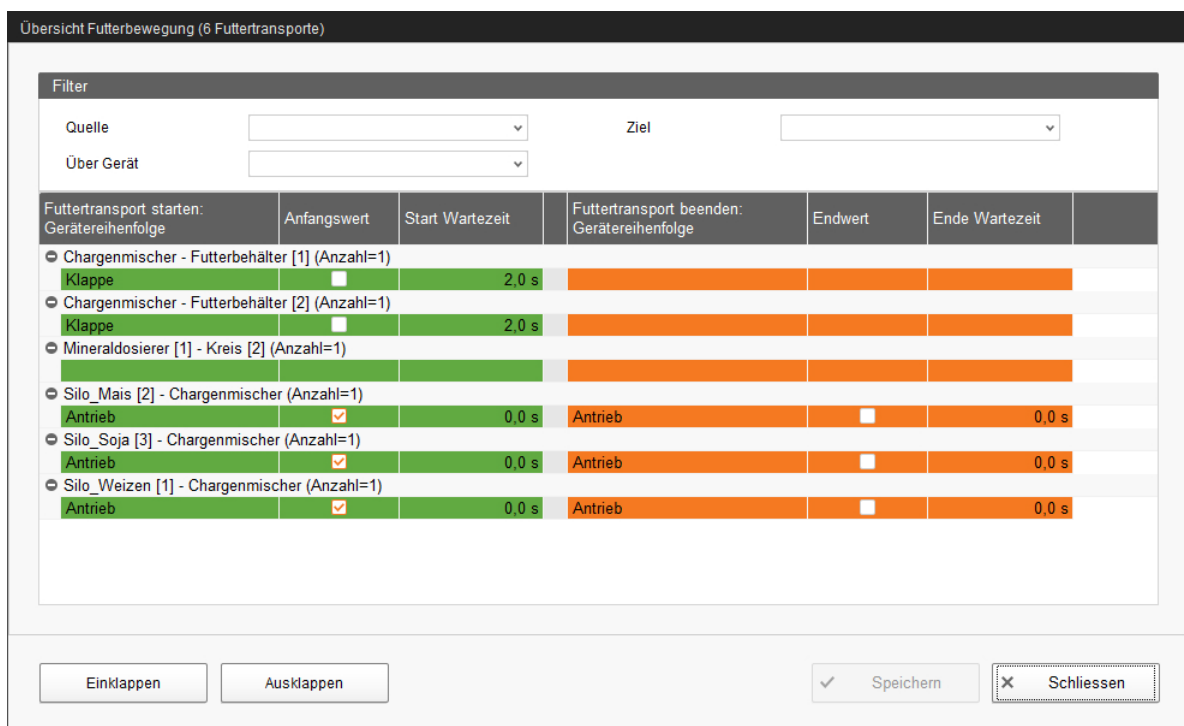 Übersicht Futterbewegung (6 Futtertransporte)
Filter
Quelle Ziel
Über Gerät
Futtertransport starten: Gerätereihenfolge Anfangswert Start Wartezeit Futtertransport beenden: Gerätereihenfolge Endwert Ende Wartezeit
Chargenmischer - Futterbehälter [1] (Anzahl=1)
Klappe 2,0 s
Chargenmischer - Futterbehälter [2] (Anzahl=1)
Klappe 2,0 s
Mineraldosierer [1] - Kreis [2] (Anzahl=1)
Silo_Mais [2] - Chargenmischer (Anzahl=1)
Antrieb 0,0 s Antrieb 0,0 s
Silo_Soja [3] - Chargenmischer (Anzahl=1)
Antrieb 0,0 s Antrieb 0,0 s
Silo_Weizen [1] - Chargenmischer (Anzahl=1)
Antrieb 0,0 s Antrieb 0,0 s
Einklappen Ausklappen Speichern Schliessen